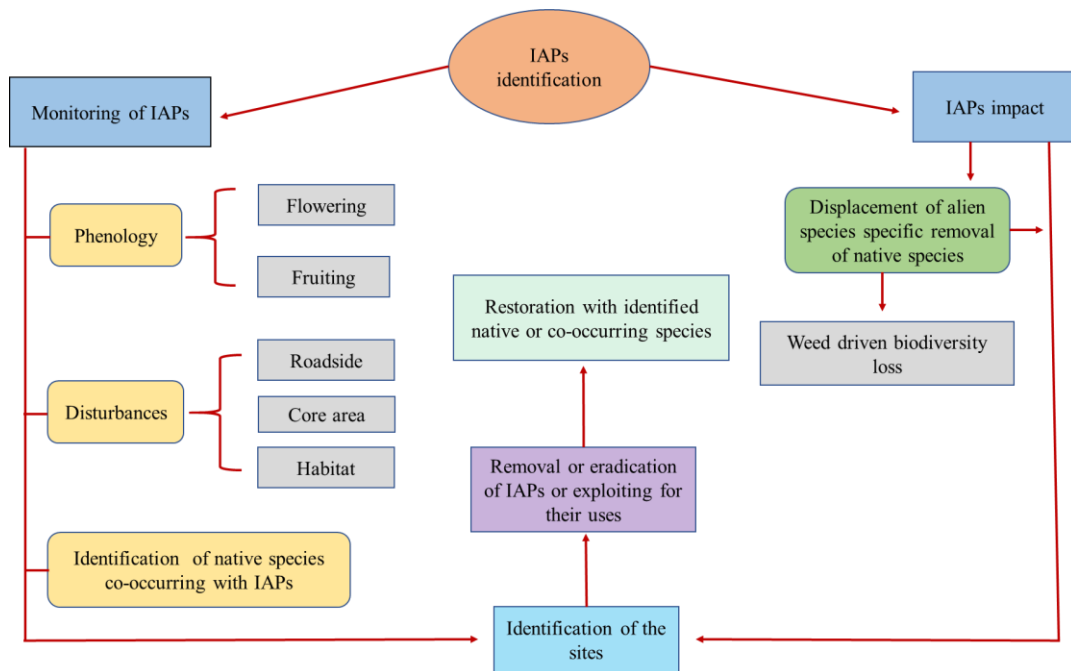 IAPs
identification
Monitoring of IAPs
IAPs impact
Phenology
Flowering
Fruiting
Disturbances
Roadside
Core area
Habitat
Identification of native species
co-occurring with IAPs
Displacement of alien
species specific removal
of native species
Weed driven biodiversity
loss
Restoration with identified
native or co-occurring species
Removal or eradication
of IAPs or exploiting for
their uses
Identification of the
sites